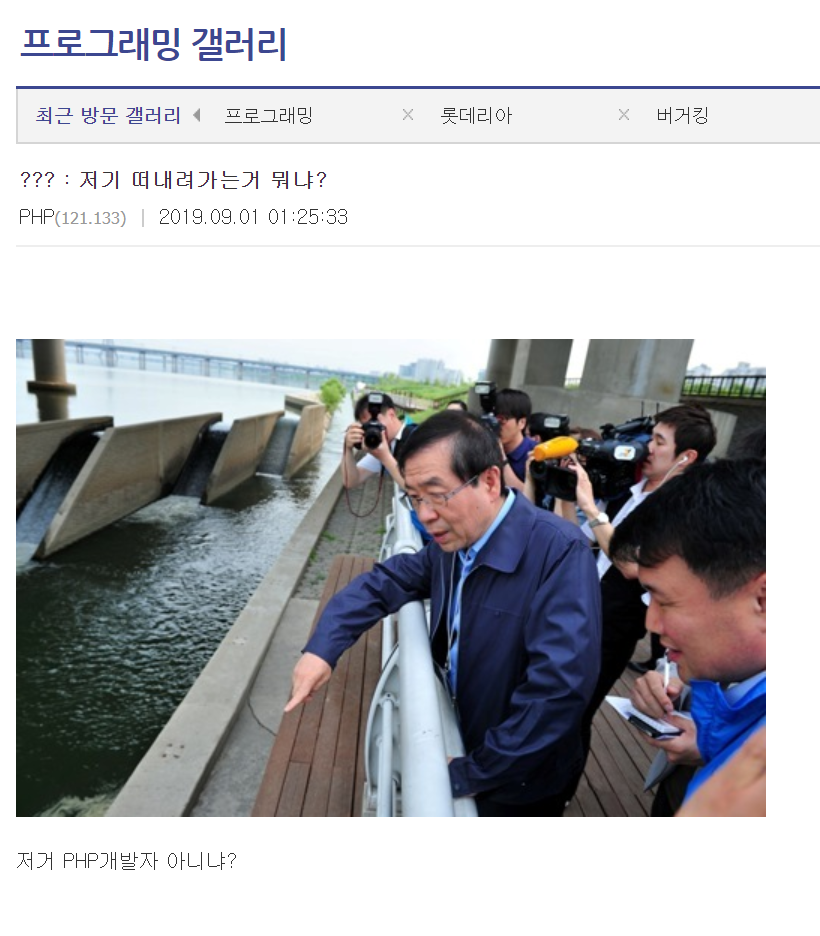 프로그래밍 갤러리
최근 방문 갤러리 프로그래밍 × 롯데리아 × 버거킹
??? : 저기 떠내려가는거 뭐냐?
PHP(121.133) | 2019.09.01 01:25:33
저거 PHP개발자 아니냐?